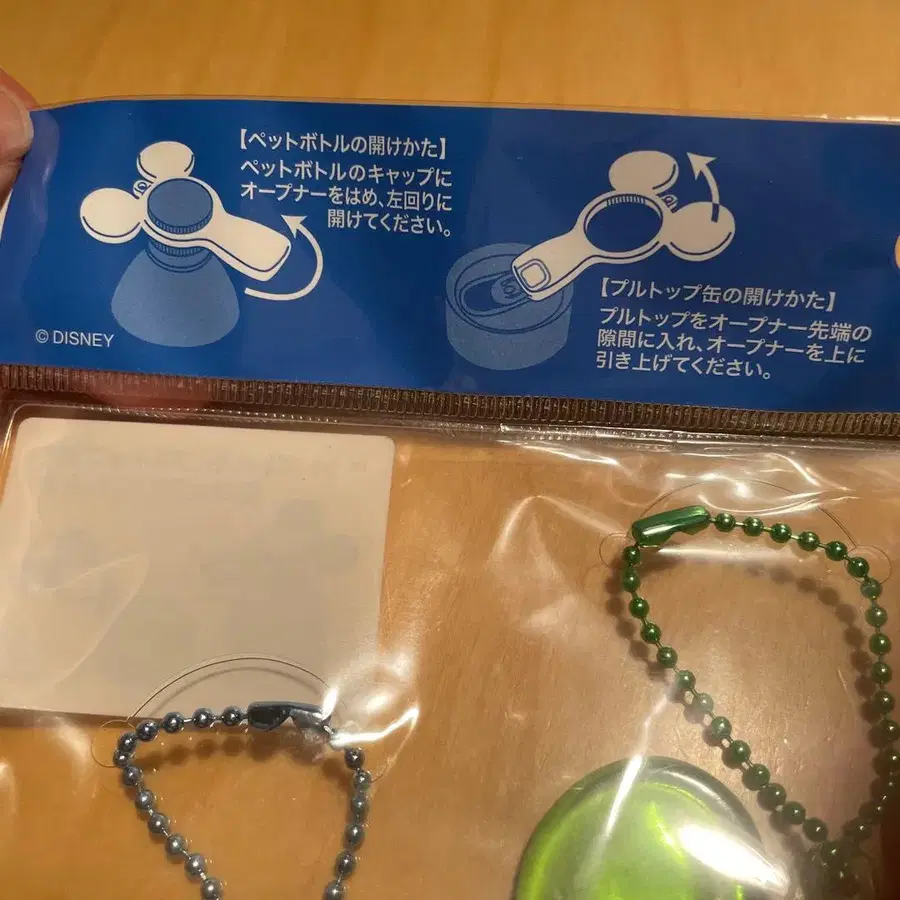 【ペットボトルの開けかた】
ペットボトルのキャップに
オープナーをはめ、左回りに
開けてください。
【プルトップ缶の開けかた】
プルトップをオープナー先端の
隙間に入れ、オープナーを上に
引き上げてください。
© DISNEY